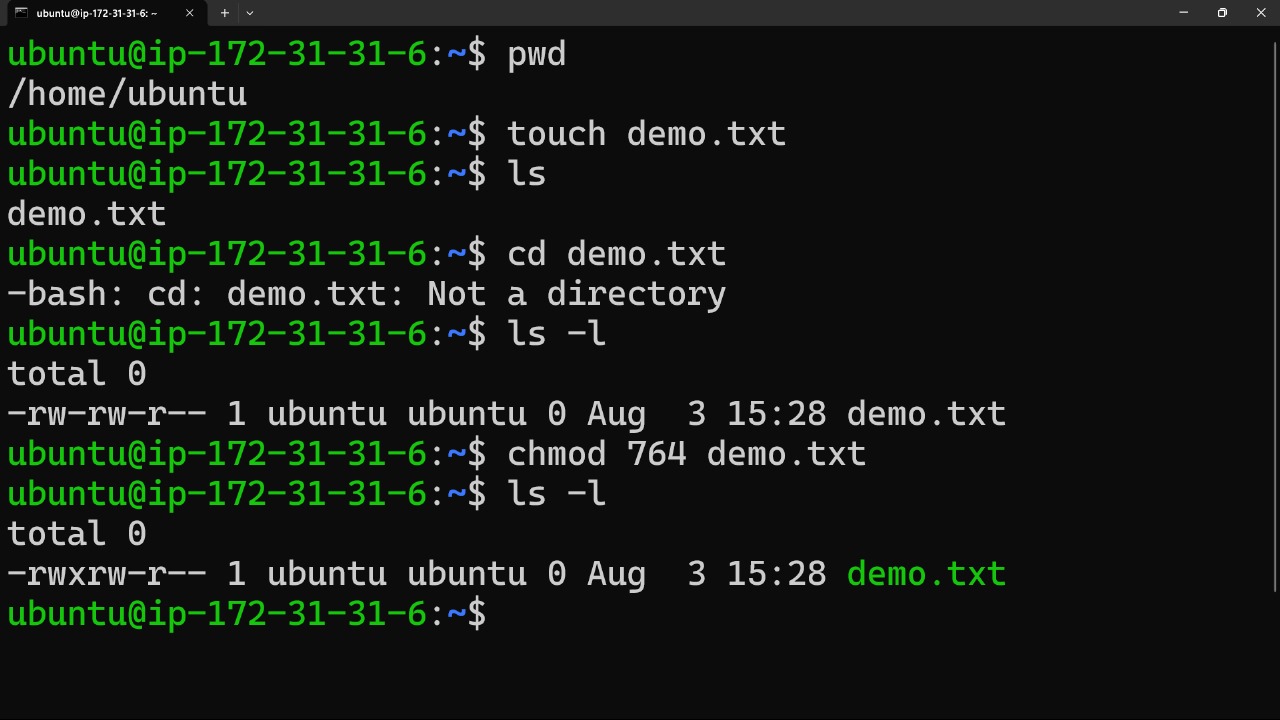 ubuntu@ip-172-31-31-6: ~
ubuntu@ip-172-31-31-6:~$ pwd
/home/ubuntu
ubuntu@ip-172-31-31-6:~$ touch demo.txt
ubuntu@ip-172-31-31-6:~$ ls
demo.txt
ubuntu@ip-172-31-31-6:~$ cd demo.txt
-bash: cd: demo.txt: Not a directory
ubuntu@ip-172-31-31-6:~$ ls -l
total 0
-rw-rw-r-- 1 ubuntu ubuntu 0 Aug  3 15:28 demo.txt
ubuntu@ip-172-31-31-6:~$ chmod 764 demo.txt
ubuntu@ip-172-31-31-6:~$ ls -l
total 0
-rwxrw-r-- 1 ubuntu ubuntu 0 Aug  3 15:28 demo.txt
ubuntu@ip-172-31-31-6:~$